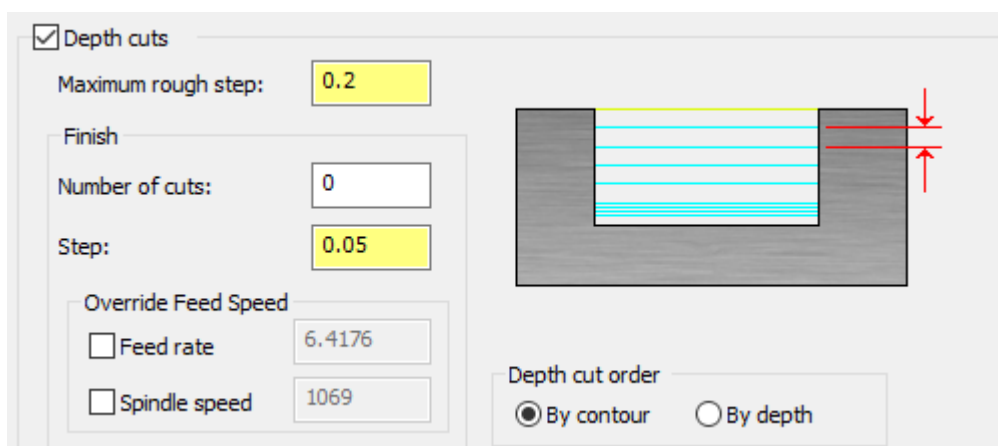 Depth cuts
Maximum rough step: 0.2
Finish
Number of cuts: 0
Step: 0.05
Override Feed Speed
Feed rate 6.4176
Spindle speed 1069
Depth cut order
By contour By depth